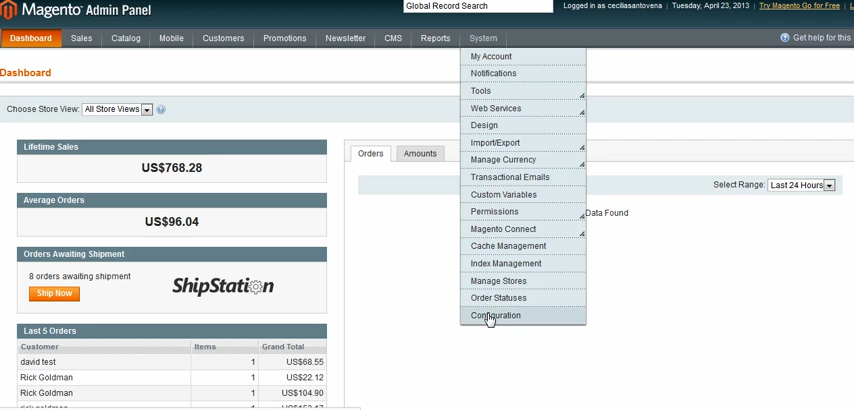 Magento Admin Panel
Global Record Search
Logged in as ceciliasantovena | Tuesday, April 23, 2013 | Try Magento Go for Free |
Dashboard Sales Catalog Mobile Customers Promotions Newsletter CMS Reports System Get help for this
Dashboard
Choose Store View: All Store Views
Lifetime Sales
US$768.28
Average Orders
US$96.04
Orders Awaiting Shipment
8 orders awaiting shipment
Ship Now
ShipStation
Last 5 Orders
Customer Items Grand Total
david test 1 US$68.55
Rick Goldman 1 US$22.12
Rick Goldman 1 US$104.90
rick goldman 1
Orders Amounts
Select Range: Last 24 Hours
Data Found
My Account
Notifications
Tools
Web Services
Design
Import/Export
Manage Currency
Transactional Emails
Custom Variables
Permissions
Magento Connect
Cache Management
Index Management
Manage Stores
Order Statuses
Configuration